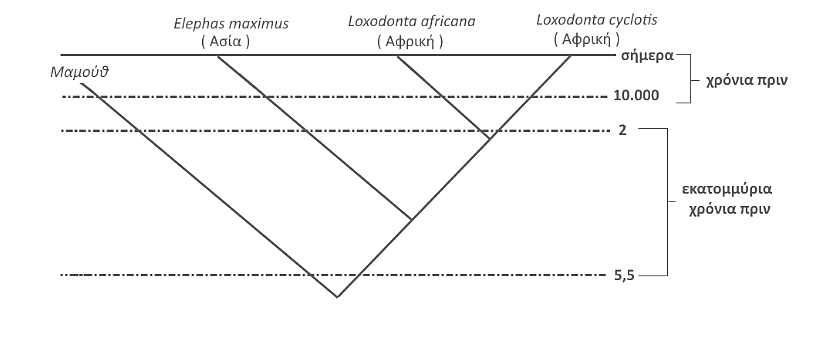 Elephas maximus
( Ασία )
Loxodonta africana
( Αφρική )
Loxodonta cyclotis
( Αφρική )
σήμερα
Μαμούθ
χρόνια πριν
10.000
2
εκατομμύρια
χρόνια πριν
5,5